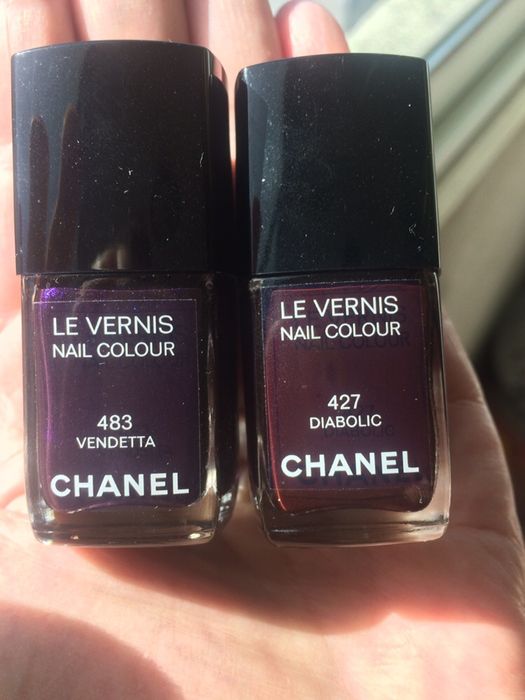 LE VERNIS
NAIL COLOUR
483
VENDETTA
CHANEL
LE VERNIS
NAIL COLOUR
427
DIABOLIC
CHANEL